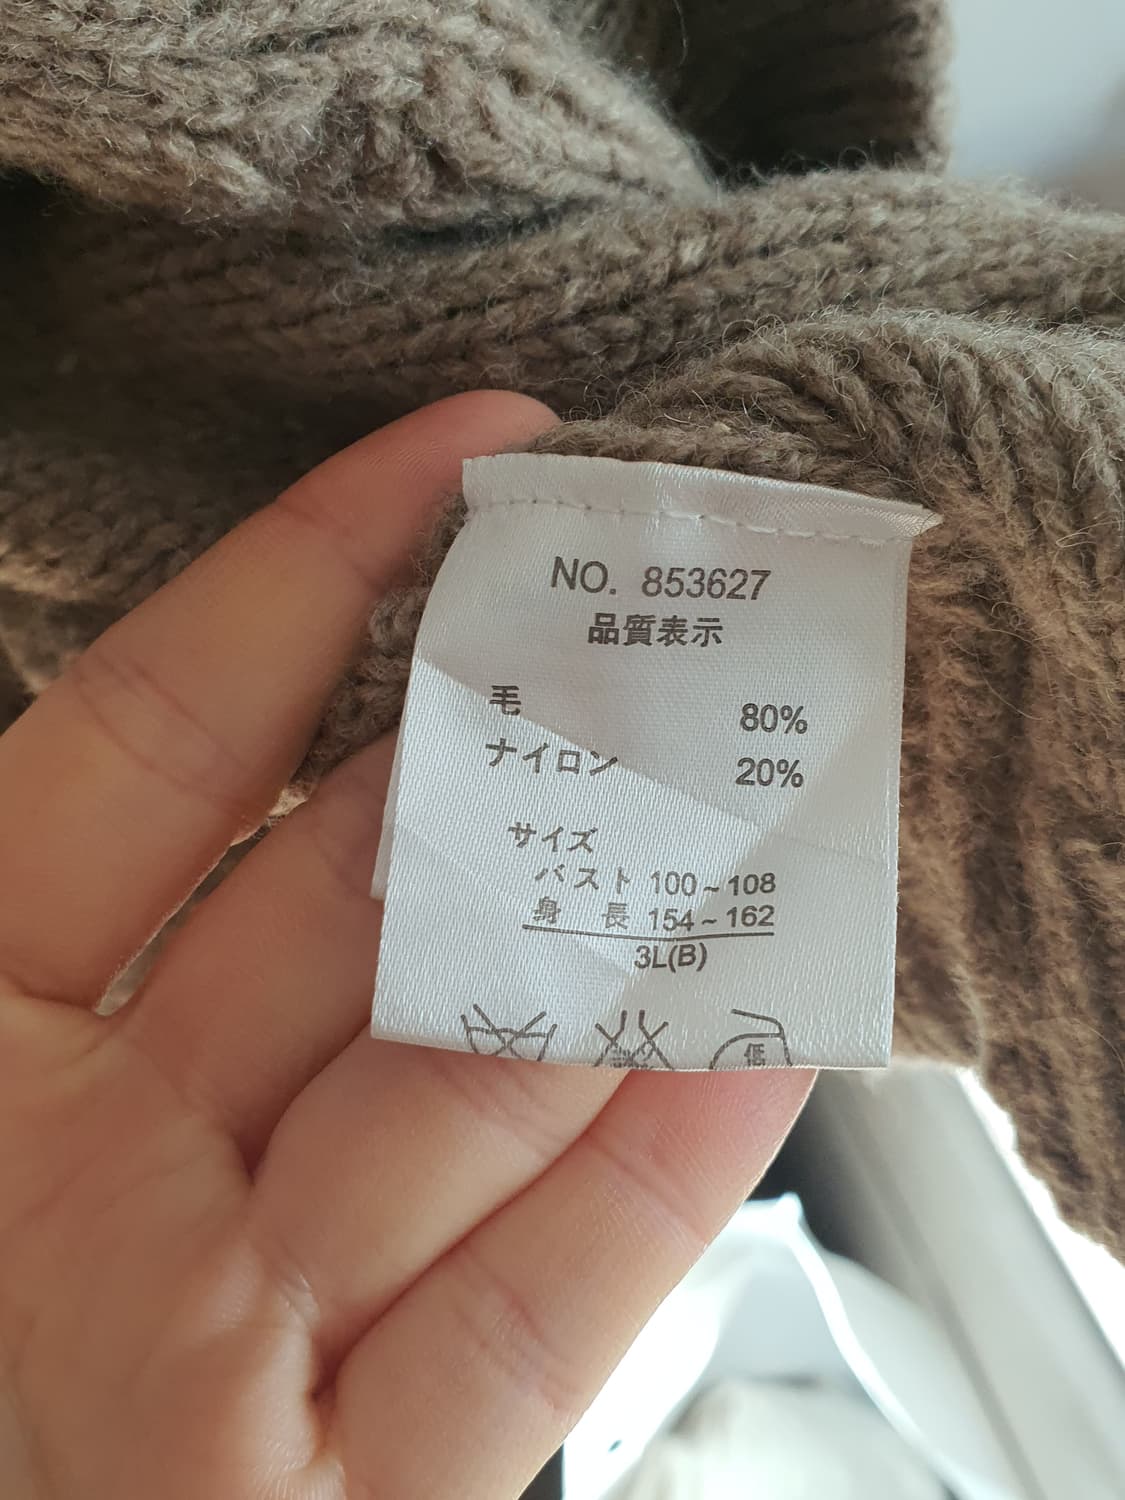 NO. 853627
品質表示
毛 80%
ナイロン 20%
サイズ
バスト 100~108
身 長 154~162
3L(B)
低